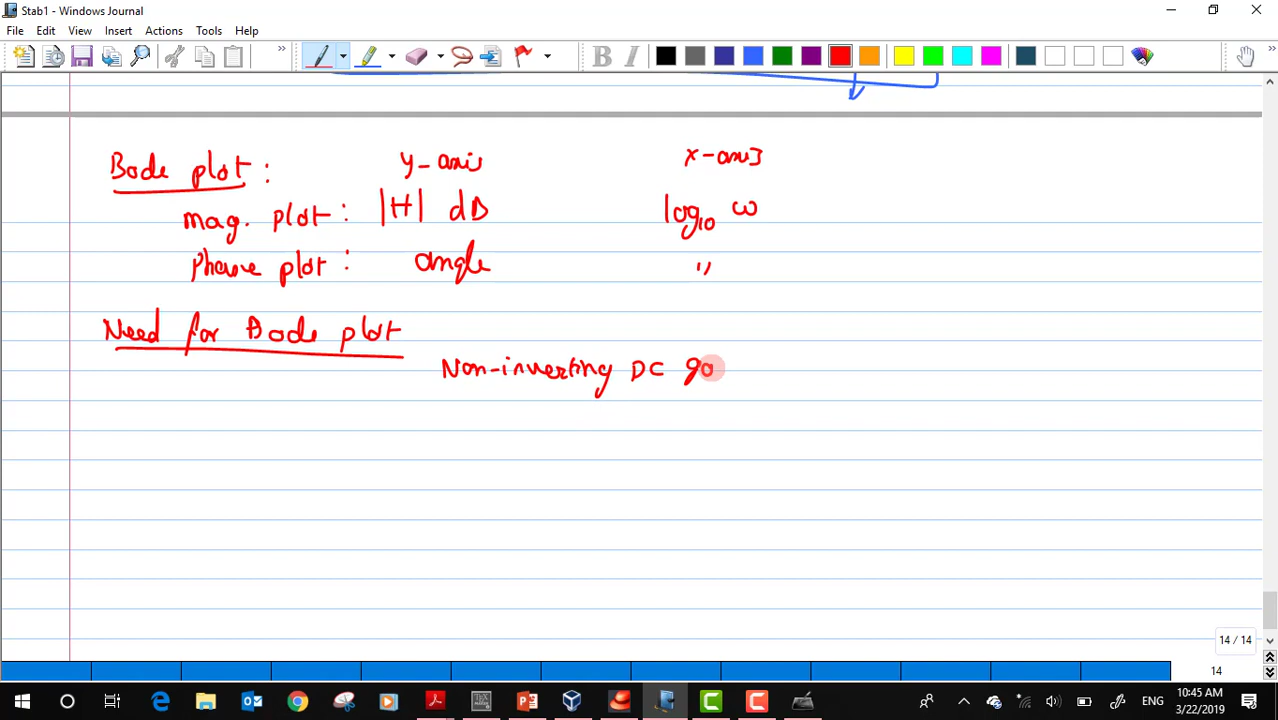 Stab1 - Windows Journal
File Edit View Insert Actions Tools Help
Bode plot : y-axis x-axis
mag. plot : |H| dB log10 ω
Phase plot : angle "
Need for Bode plot
Non-inverting DC ga
14 / 14
14
ENG
10:45 AM
3/22/2019